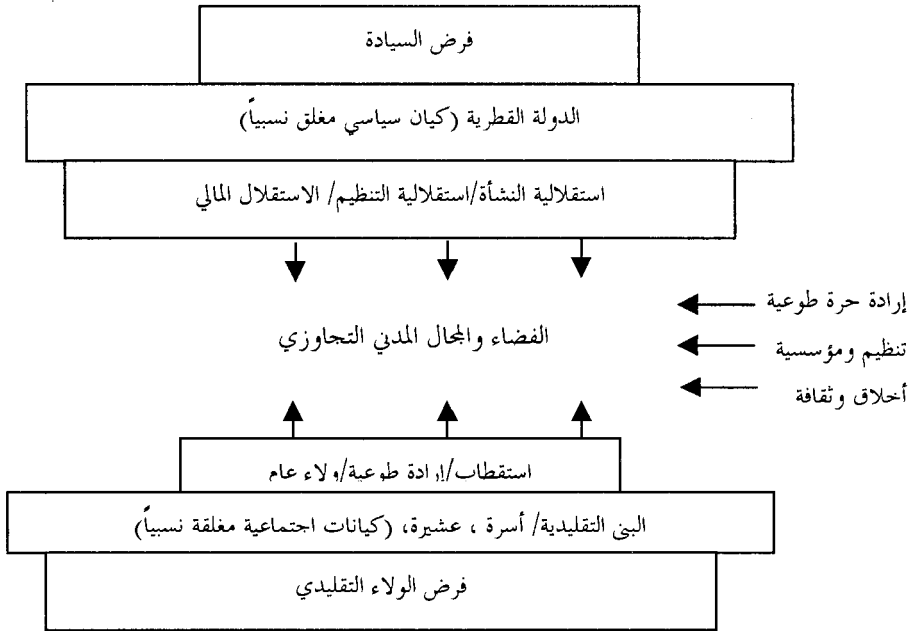 فرض السيادة
الدولة القطرية (كيان سياسي مغلق نسبياً)
استقلالية النشأة/استقلالية التنظيم/ الاستقلال المالي
إرادة حرة طوعية
الفضاء والمجال المدني التجاوزي
تنظيم ومؤسسية
أخلاق وثقافة
استقطاب/إرادة طوعية/ولاء عام
البنى التقليدية/ أسرة ، عشيرة، (كيانات اجتماعية مغلقة نسبياً)
فرض الولاء التقليدي